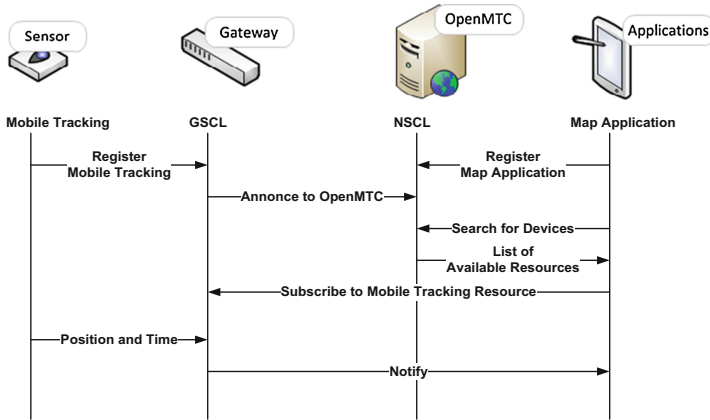 Sensor
Gateway
OpenMTC
Applications
Mobile Tracking
GSCL
NSCL
Map Application
Register
Mobile Tracking
Register
Map Application
Annonce to OpenMTC
Search for Devices
List of
Available Resources
Subscribe to Mobile Tracking Resource
Position and Time
Notify